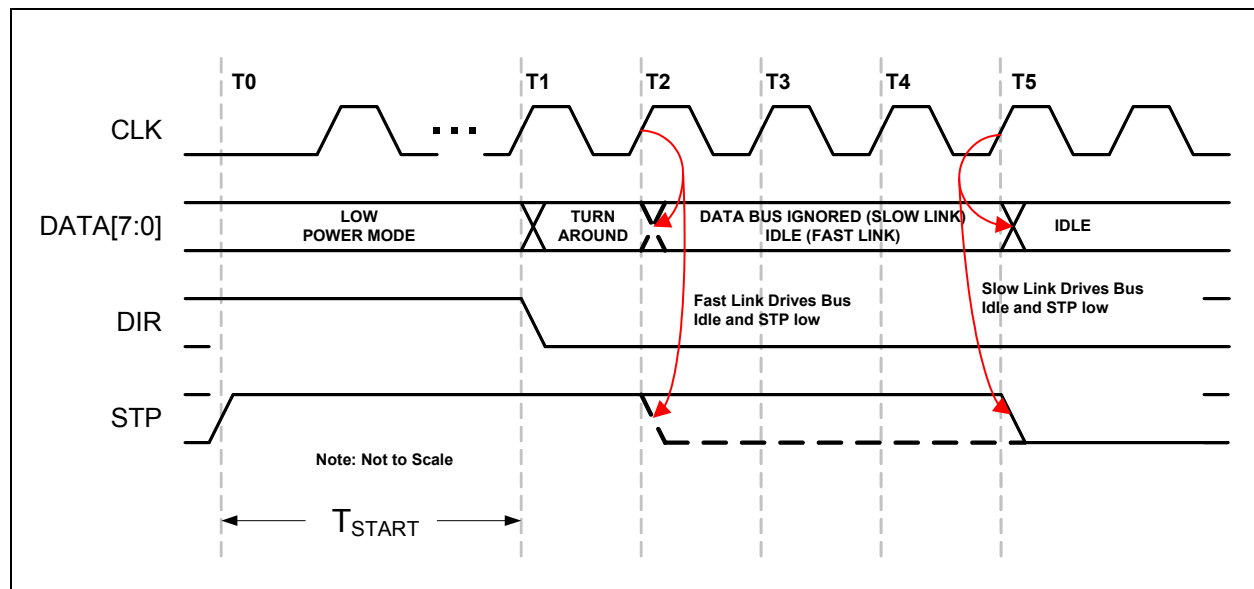 T0
T1
T2
T3
T4
T5
CLK
DATA[7:0]
LOW
POWER MODE
TURN
AROUND
DATA BUS IGNORED (SLOW LINK)
IDLE (FAST LINK)
IDLE
DIR
Fast Link Drives Bus
Idle and STP low
Slow Link Drives Bus
Idle and STP low
STP
Note: Not to Scale
TSTART